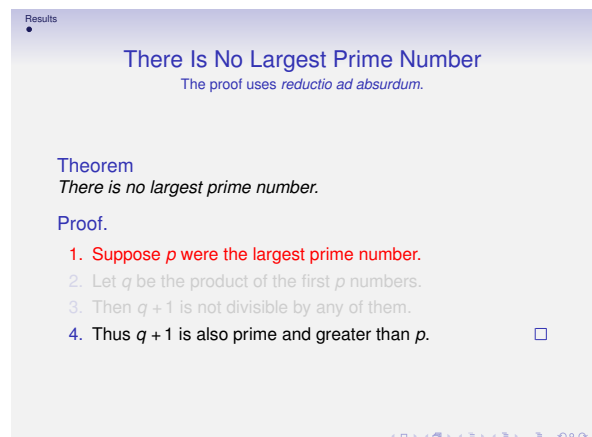 Results
There Is No Largest Prime Number
The proof uses reductio ad absurdum.
Theorem
There is no largest prime number.
Proof.
1. Suppose p were the largest prime number.
2. Let q be the product of the first p numbers.
3. Then q + 1 is not divisible by any of them.
4. Thus q + 1 is also prime and greater than p. □